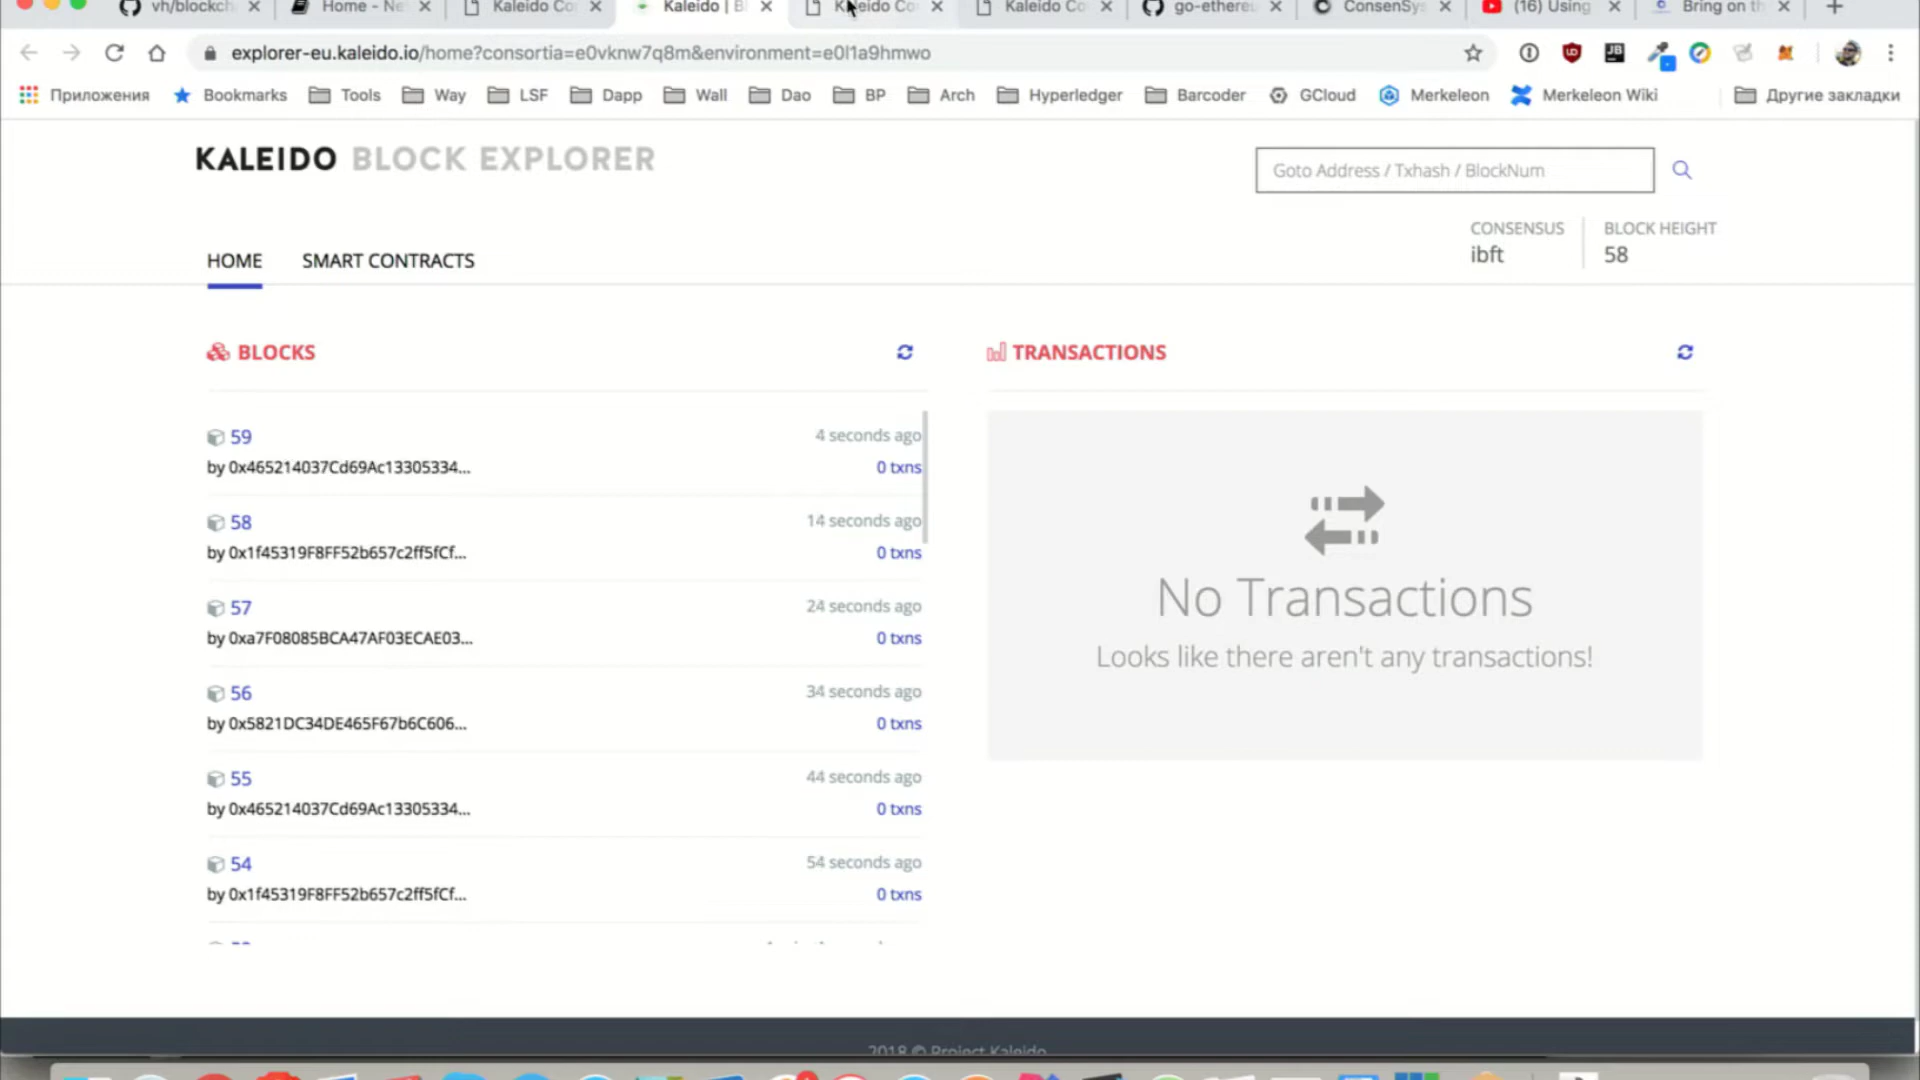 vh/blockch
Home - Ne
Kaleido Co
Kaleido | B
Kaleido Co
Kaleido Co
go-ethere
ConsenSys
(16) Using
Bring on th
explorer-eu.kaleido.io/home?consortia=e0vknw7q8m&environment=e0l1a9hmwo
Приложения
Bookmarks
Tools
Way
LSF
Dapp
Wall
Dao
BP
Arch
Hyperledger
Barcoder
GCloud
Merkeleon
Merkeleon Wiki
Другие закладки
KALEIDO BLOCK EXPLORER
Goto Address / Txhash / BlockNum
CONSENSUS
ibft
BLOCK HEIGHT
58
HOME
SMART CONTRACTS
BLOCKS
59
4 seconds ago
by 0x465214037Cd69Ac13305334...
0 txns
58
14 seconds ago
by 0x1f45319F8FF52b657c2ff5fCf...
0 txns
57
24 seconds ago
by 0xa7F08085BCA47AF03ECAE03...
0 txns
56
34 seconds ago
by 0x5821DC34DE465F67b6C606...
0 txns
55
44 seconds ago
by 0x465214037Cd69Ac13305334...
0 txns
54
54 seconds ago
by 0x1f45319F8FF52b657c2ff5fCf...
0 txns
TRANSACTIONS
No Transactions
Looks like there aren't any transactions!
2018 © Project Kaleido